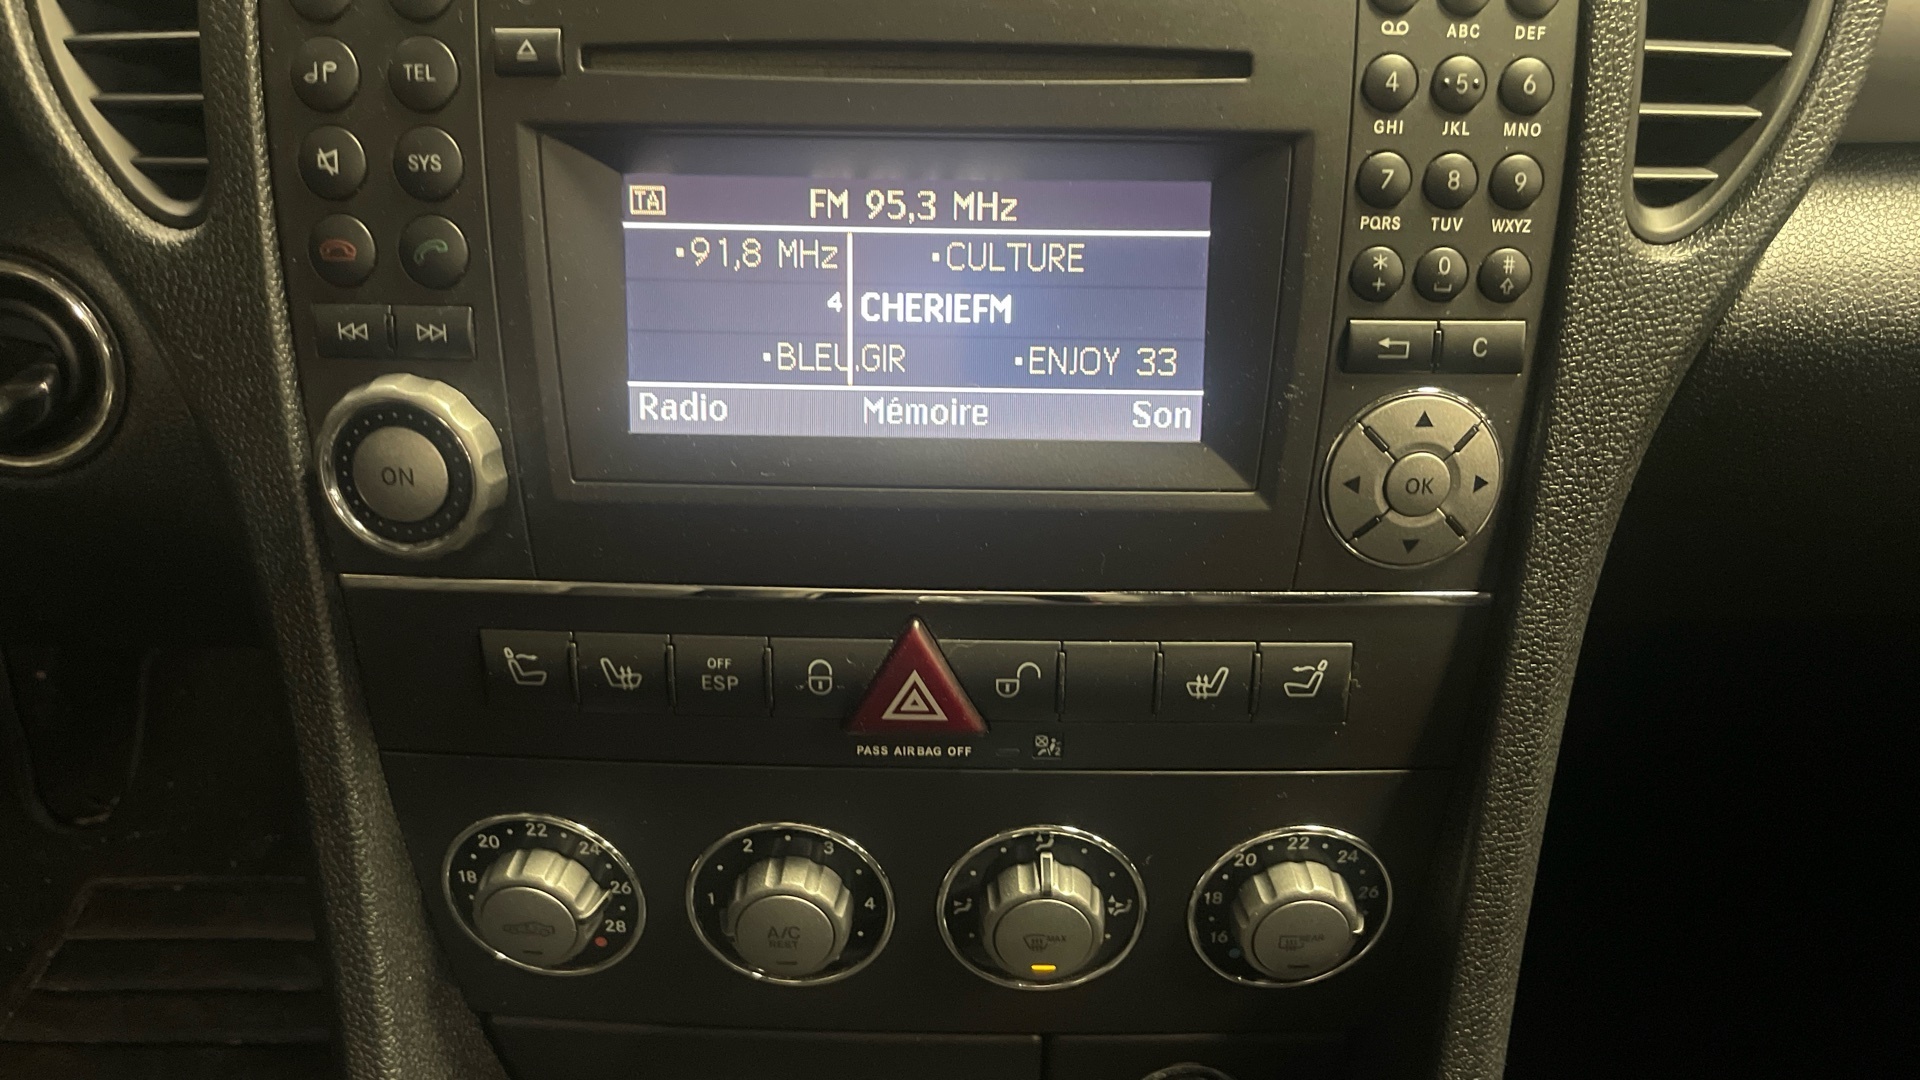 ABC DEF
TEL
4 5 6
GHI JKL MNO
SYS
7 8 9
PQRS TUV WXYZ
* 0 #
+
TA FM 95,3 MHz
91,8 MHz CULTURE
4 CHERIEFM
BLEU.GIR ENJOY 33
Radio Mémoire Son
C
ON
OK
OFF
ESP
PASS AIRBAG OFF
18 20 22 24 26 28
1 2 3 4
A/C
REST
MAX
16 18 20 22 24 26
REAR